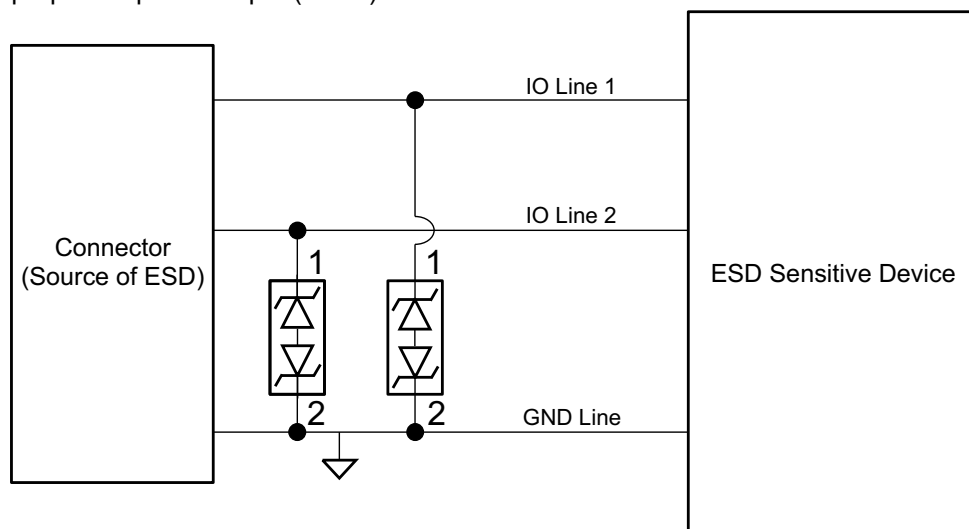 IO Line 1
IO Line 2
Connector
(Source of ESD)
1
1
ESD Sensitive Device
2
2
GND Line